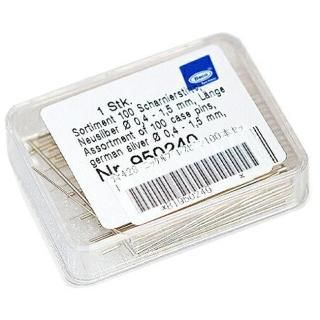 Beco
1 Stk.
Sortiment 100 Scharnierstifte,
Neusilber Ø 0,4 - 1,5 mm, Länge
Assortment of 100 case pins,
german silver Ø 0,4 - 1,5 mm,
Nr. 950240